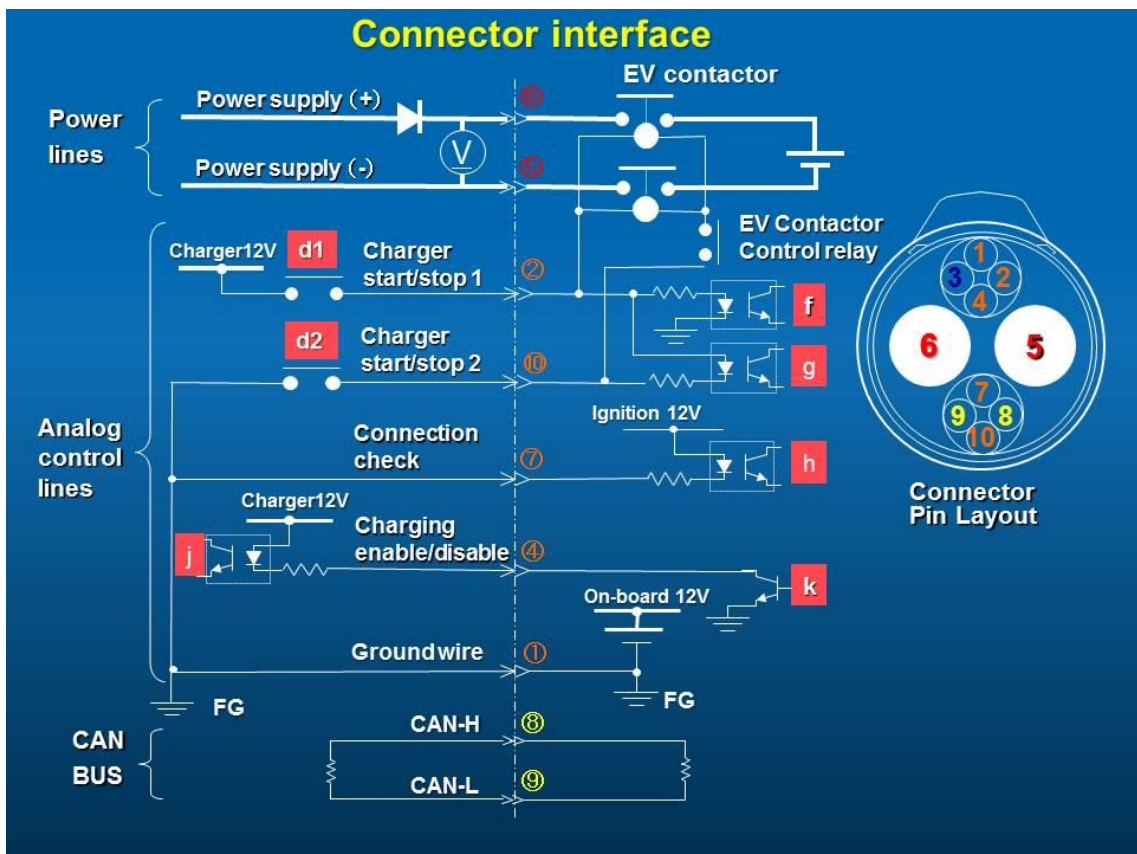 Connector interface
EV contactor
Power supply (+)
⑥
Power
lines
V
Power supply (-)
⑤
EV Contactor
Control relay
Charger12V
d1
Charger
start/stop 1
②
f
d2
Charger
start/stop 2
⑩
g
Ignition 12V
Analog
control
lines
Connection
check
⑦
h
Charger12V
j
Charging
enable/disable
④
On-board 12V
k
Ground wire
①
FG
FG
CAN
BUS
CAN-H
⑧
CAN-L
⑨
1
3
2
4
6
5
7
9
8
10
Connector
Pin Layout